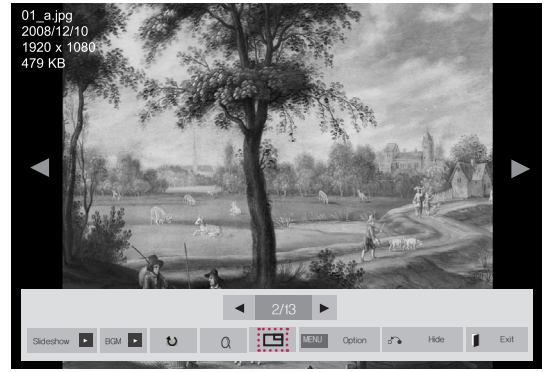 01_a.jpg
2008/12/10
1920 x 1080
479 KB
2/13
Slideshow BGM MENU Option Hide Exit